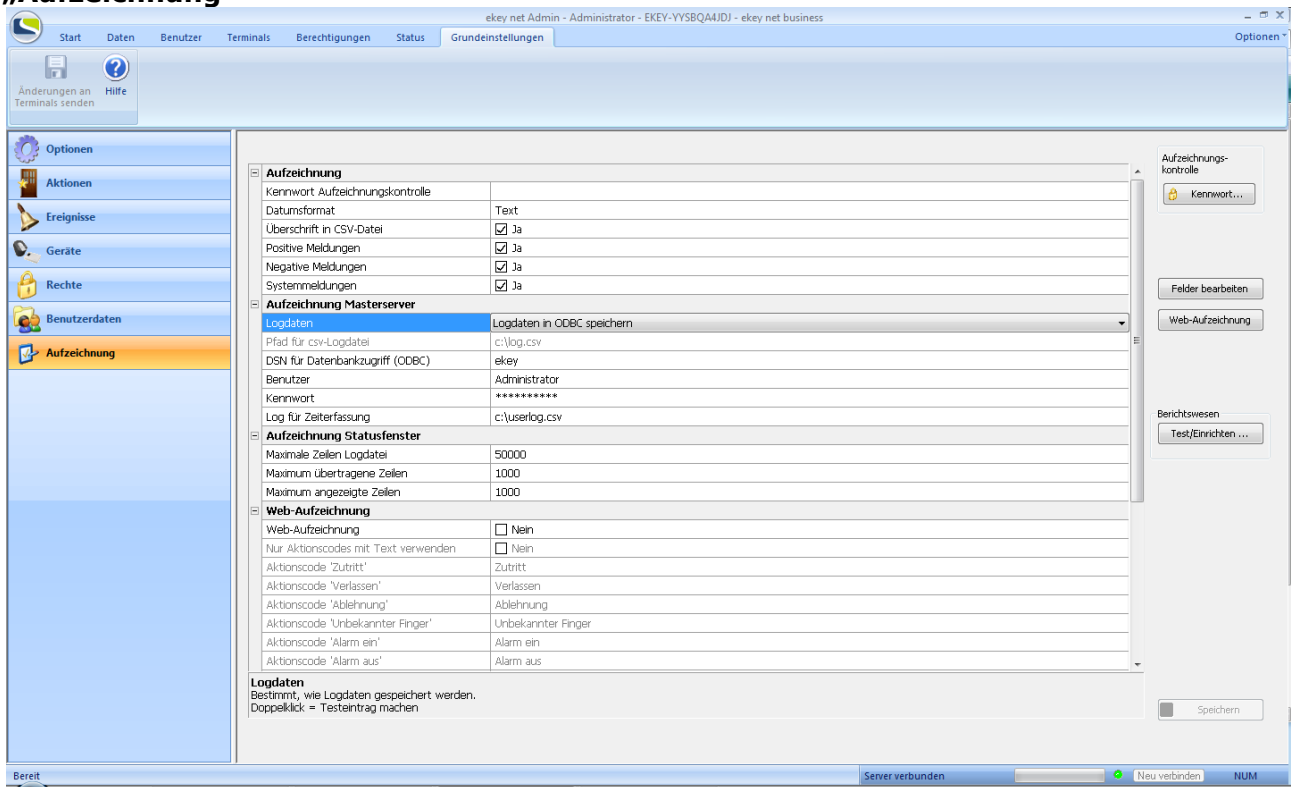 „Aufzeichnung
ekey net Admin - Administrator - EKEY-YYSBQA4JDJ - ekey net business
Start Daten Benutzer Terminals Berechtigungen Status Grundeinstellungen Optionen
Änderungen an Terminals senden
Hilfe
Optionen
Aktionen
Ereignisse
Geräte
Rechte
Benutzerdaten
Aufzeichnung
Aufzeichnung
Kennwort Aufzeichnungskontrolle
Datumsformat Text
Überschrift in CSV-Datei Ja
Positive Meldungen Ja
Negative Meldungen Ja
Systemmeldungen Ja
Aufzeichnung Masterserver
Logdaten Logdaten in ODBC speichern
Pfad für csv-Logdatei c:\log.csv
DSN für Datenbankzugriff (ODBC) ekey
Benutzer Administrator
Kennwort **********
Log für Zeiterfassung c:\userlog.csv
Aufzeichnung Statusfenster
Maximale Zeilen Logdatei 50000
Maximum übertragene Zeilen 1000
Maximum angezeigte Zeilen 1000
Web-Aufzeichnung
Web-Aufzeichnung Nein
Nur Aktionscodes mit Text verwenden Nein
Aktionscode 'Zutritt' Zutritt
Aktionscode 'Verlassen' Verlassen
Aktionscode 'Ablehnung' Ablehnung
Aktionscode 'Unbekannter Finger' Unbekannter Finger
Aktionscode 'Alarm ein' Alarm ein
Aktionscode 'Alarm aus' Alarm aus
Logdaten
Bestimmt, wie Logdaten gespeichert werden.
Doppelklick = Testeintrag machen
Aufzeichnungs-
kontrolle
Kennwort...
Felder bearbeiten
Web-Aufzeichnung
Berichtswesen
Test/Einrichten ...
Speichern
Bereit Server verbunden Neu verbinden NUM